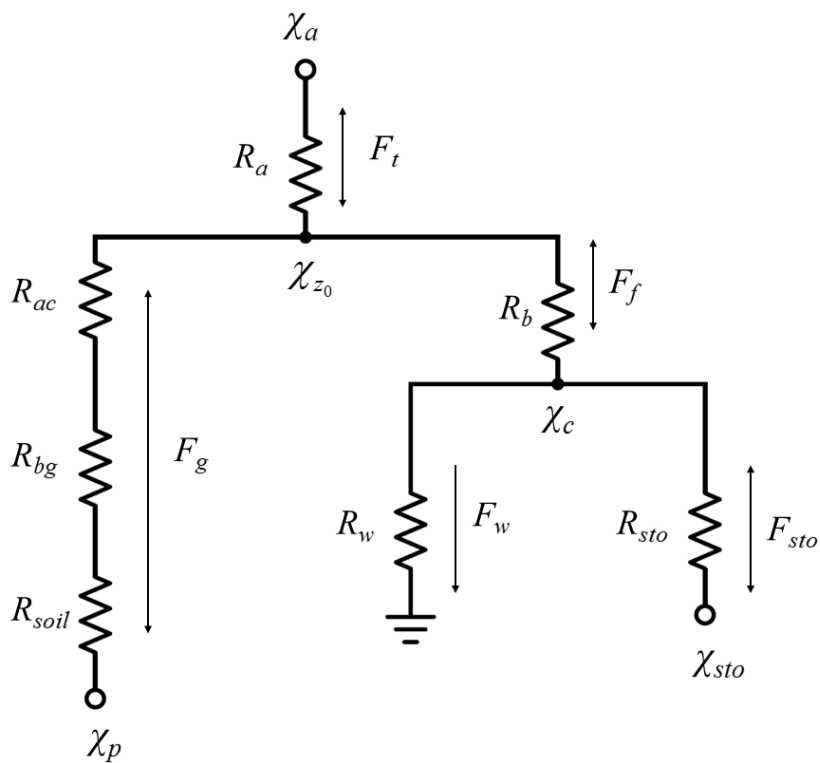 χa
Ra
Ft
χz0
Rac
Rb
Ff
χc
Rbg
Fg
Rw
Fw
Rsto
Fsto
Rsoil
χsto
χp